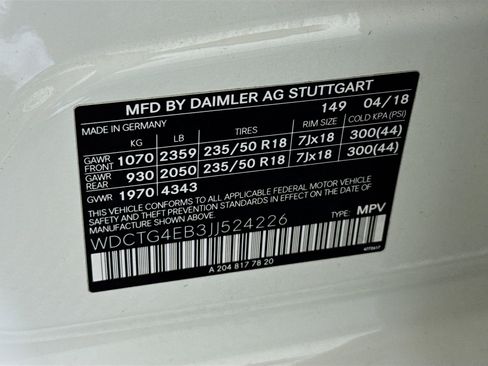 MFD BY DAIMLER AG STUTTGART
MADE IN GERMANY 149 04/18
KG LB TIRES RIM SIZE COLD KPA (PSI)
GAWR FRONT 1070 2359 235/50 R18 7Jx18 300(44)
GAWR REAR 930 2050 235/50 R18 7Jx18 300(44)
GVWR 1970 4343
THIS VEHICLE CONFORMS TO ALL APPLICABLE FEDERAL MOTOR VEHICLE
SAFETY AND THEFT PREVENTION STANDARDS IN EFFECT ON THE
DATE OF MANUFACTURE SHOWN ABOVE. TYPE: MPV
WDCTG4EB3JJ524226
A 204 817 78 20